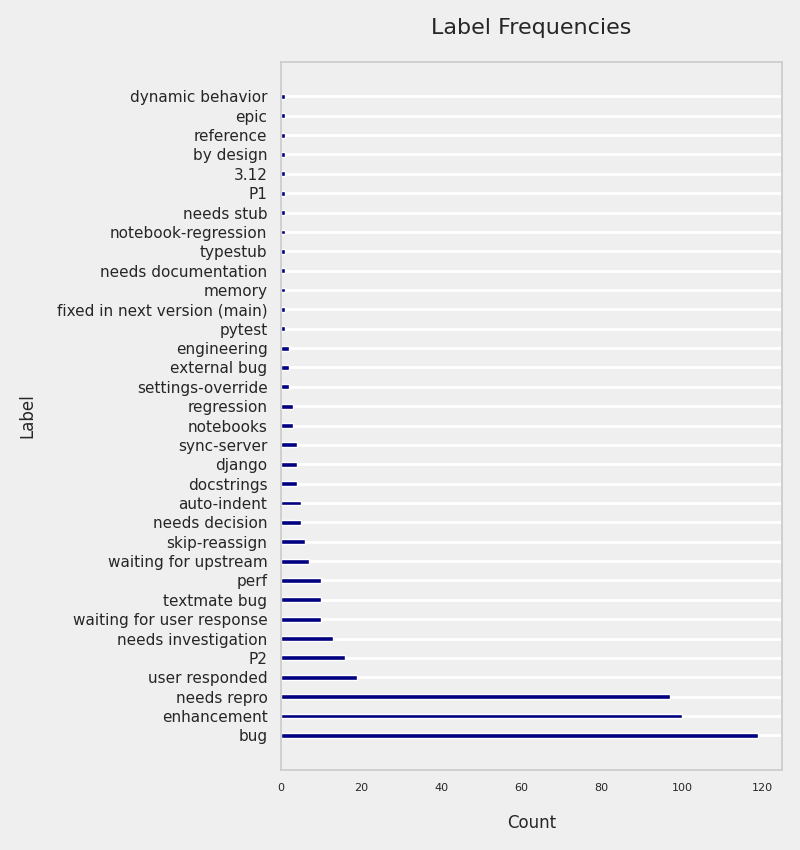 Label Frequencies
dynamic behavior
epic
reference
by design
3.12
P1
needs stub
notebook-regression
typestub
needs documentation
memory
fixed in next version (main)
pytest
engineering
external bug
settings-override
regression
notebooks
sync-server
django
docstrings
auto-indent
needs decision
skip-reassign
waiting for upstream
perf
textmate bug
waiting for user response
needs investigation
P2
user responded
needs repro
enhancement
bug
Label
0 20 40 60 80 100 120
Count